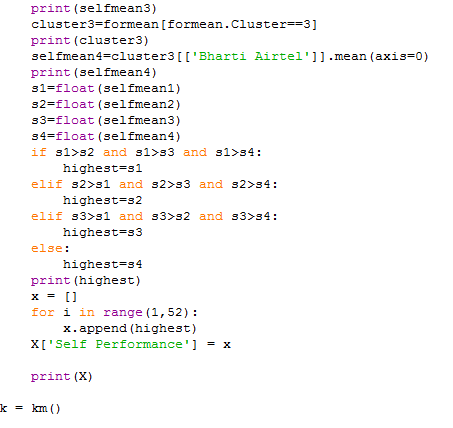 print(selfmean3)
cluster3=formean[formean.Cluster==3]
print(cluster3)
selfmean4=cluster3[['Bharti Airtel']].mean(axis=0)
print(selfmean4)
s1=float(selfmean1)
s2=float(selfmean2)
s3=float(selfmean3)
s4=float(selfmean4)
if s1>s2 and s1>s3 and s1>s4:
highest=s1
elif s2>s1 and s2>s3 and s2>s4:
highest=s2
elif s3>s1 and s3>s2 and s3>s4:
highest=s3
else:
highest=s4
print(highest)
x = []
for i in range(1,52):
x.append(highest)
X['Self Performance'] = x
print(X)
k = km()